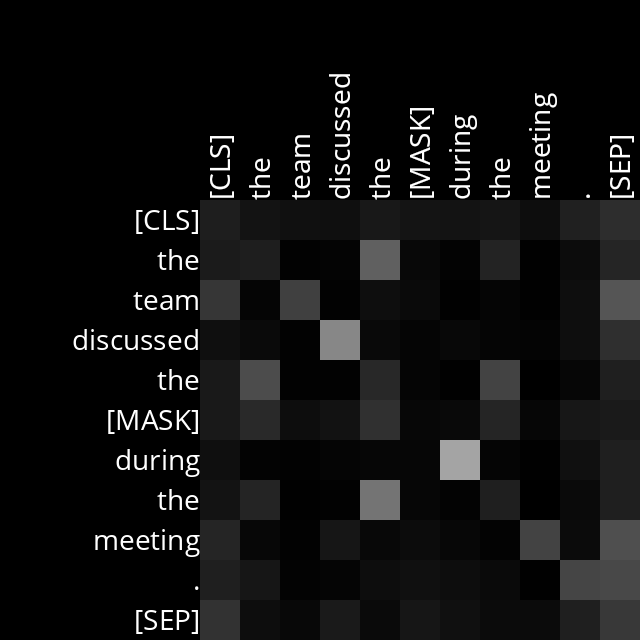 [CLS]
the
team
discussed
the
[MASK]
during
the
meeting
.
[SEP]
[CLS]
the
team
discussed
the
[MASK]
during
the
meeting
.
[SEP]